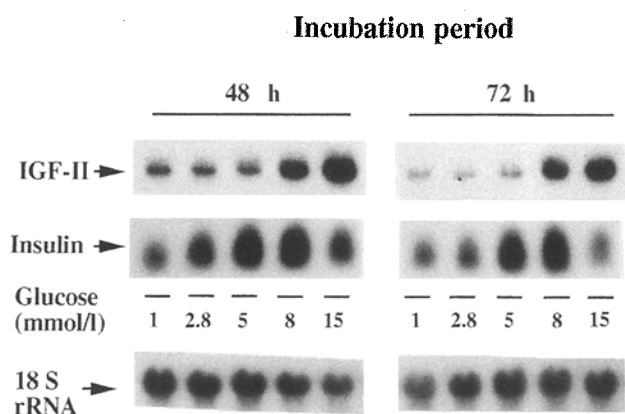 Incubation period
48 h
72 h
IGF-II
Insulin
Glucose
(mmol/l)
1 2.8 5 8 15
1 2.8 5 8 15
18 S
rRNA